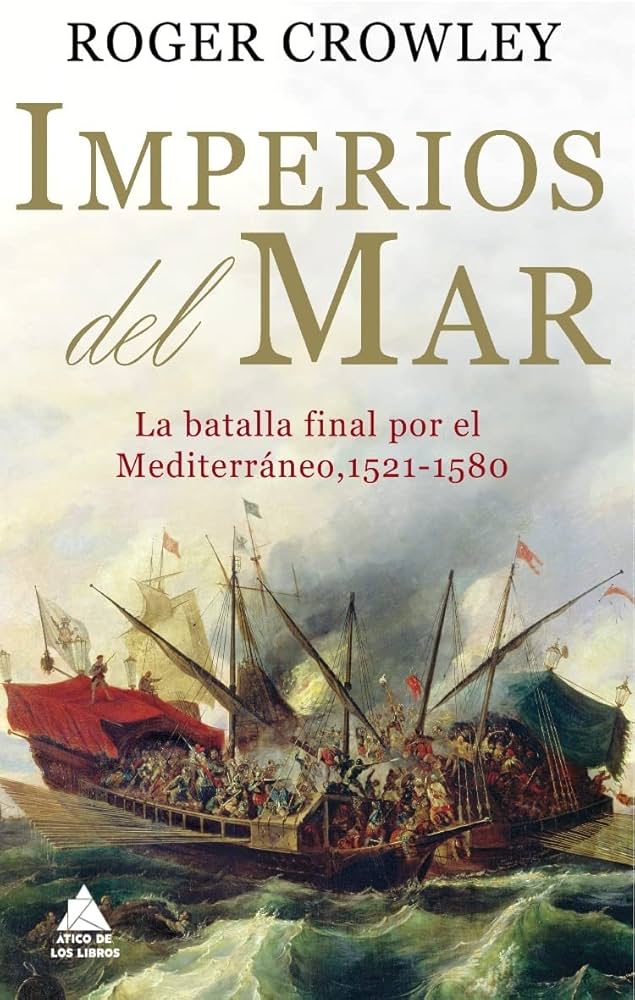 ROGER CROWLEY
IMPERIOS
del MAR
La batalla final por el
Mediterráneo,1521-1580
ÁTICO DE
LOS LIBROS